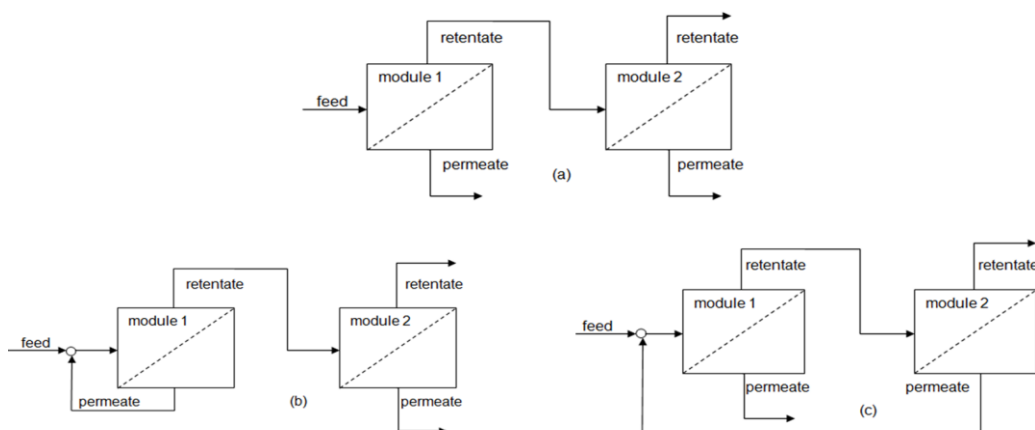 retentate
retentate
module 1
module 2
feed
permeate
permeate
(a)
retentate
retentate
module 1
module 2
feed
permeate
permeate
(b)
retentate
retentate
module 1
module 2
feed
permeate
permeate
(c)